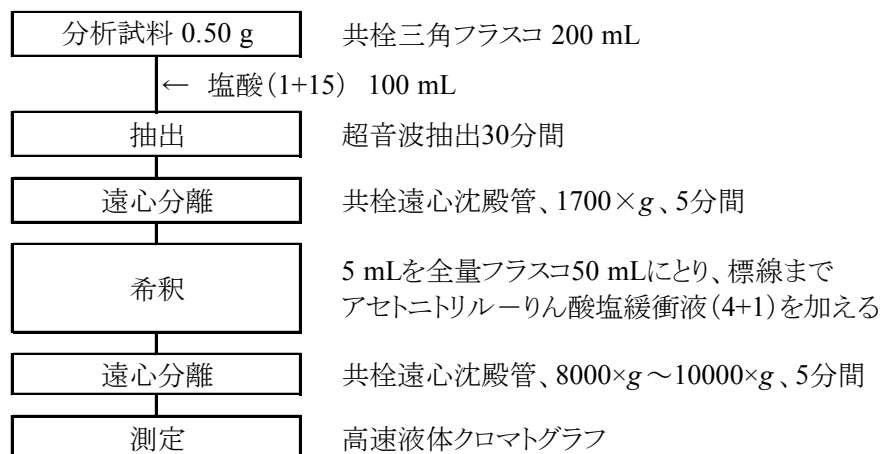 分析試料 0.50 g 共栓三角フラスコ 200 mL
← 塩酸(1+15) 100 mL
抽出 超音波抽出30分間
遠心分離 共栓遠心沈殿管、1700×g、5分間
希釈 5 mLを全量フラスコ50 mLにとり、標線まで
アセトニトリル-りん酸塩緩衝液(4+1)を加える
遠心分離 共栓遠心沈殿管、8000×g~10000×g、5分間
測定 高速液体クロマトグラフ